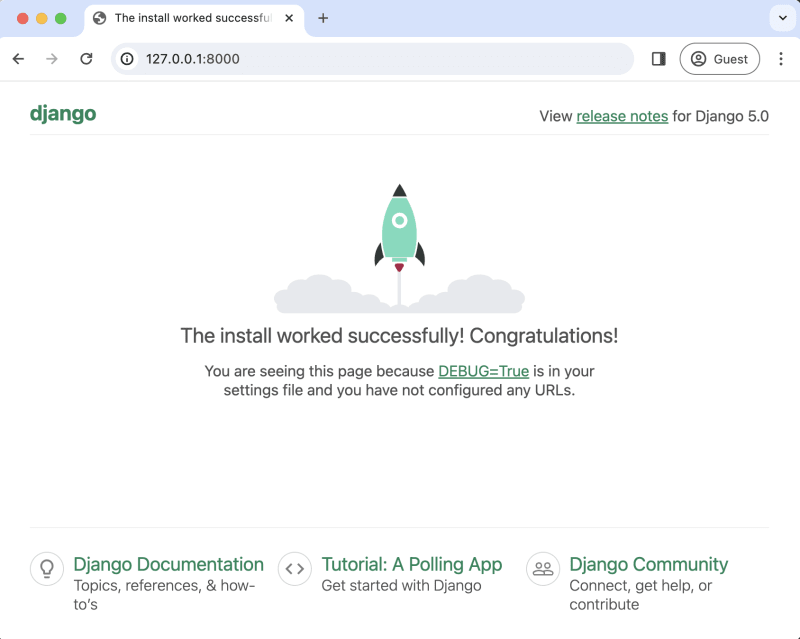 The install worked successful
127.0.0.1:8000
Guest
django
View release notes for Django 5.0
The install worked successfully! Congratulations!
You are seeing this page because DEBUG=True is in your
settings file and you have not configured any URLs.
Django Documentation
Topics, references, & how-
to’s
Tutorial: A Polling App
Get started with Django
Django Community
Connect, get help, or
contribute